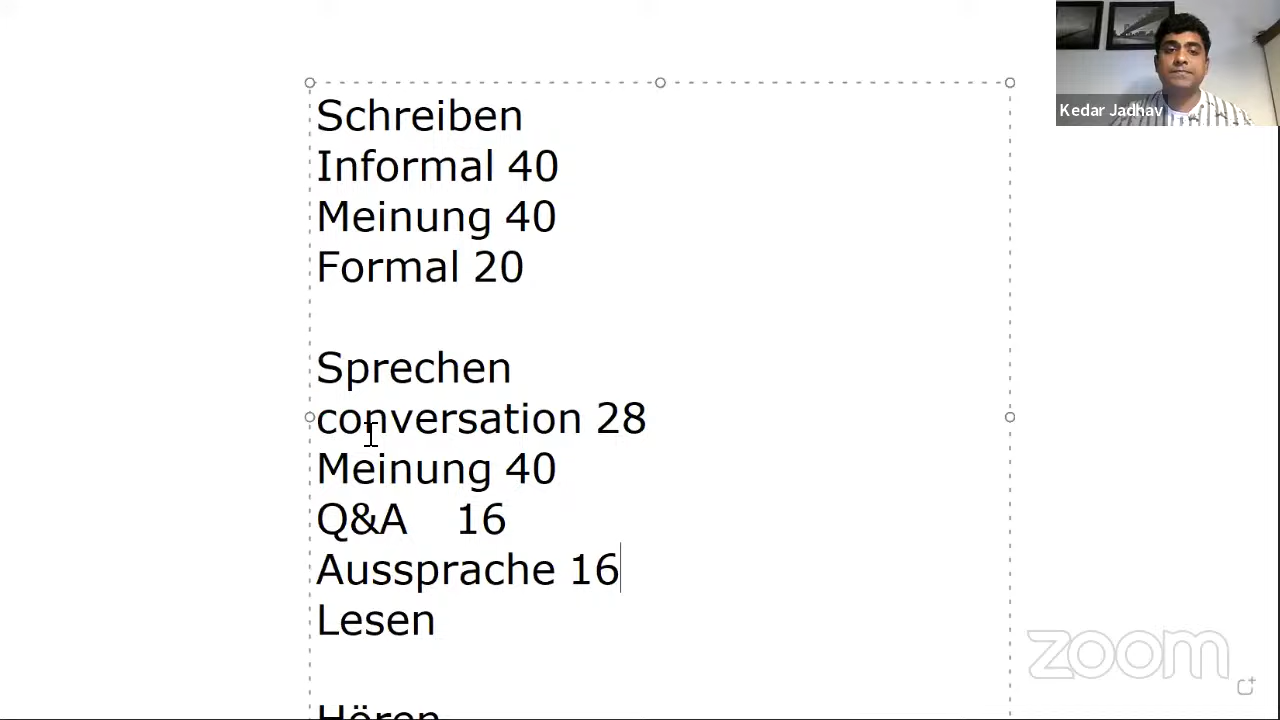 Kedar Jadhav
Schreiben
Informal 40
Meinung 40
Formal 20
Sprechen
conversation 28
Meinung 40
Q&A 16
Aussprache 16
Lesen
Hören
zoom